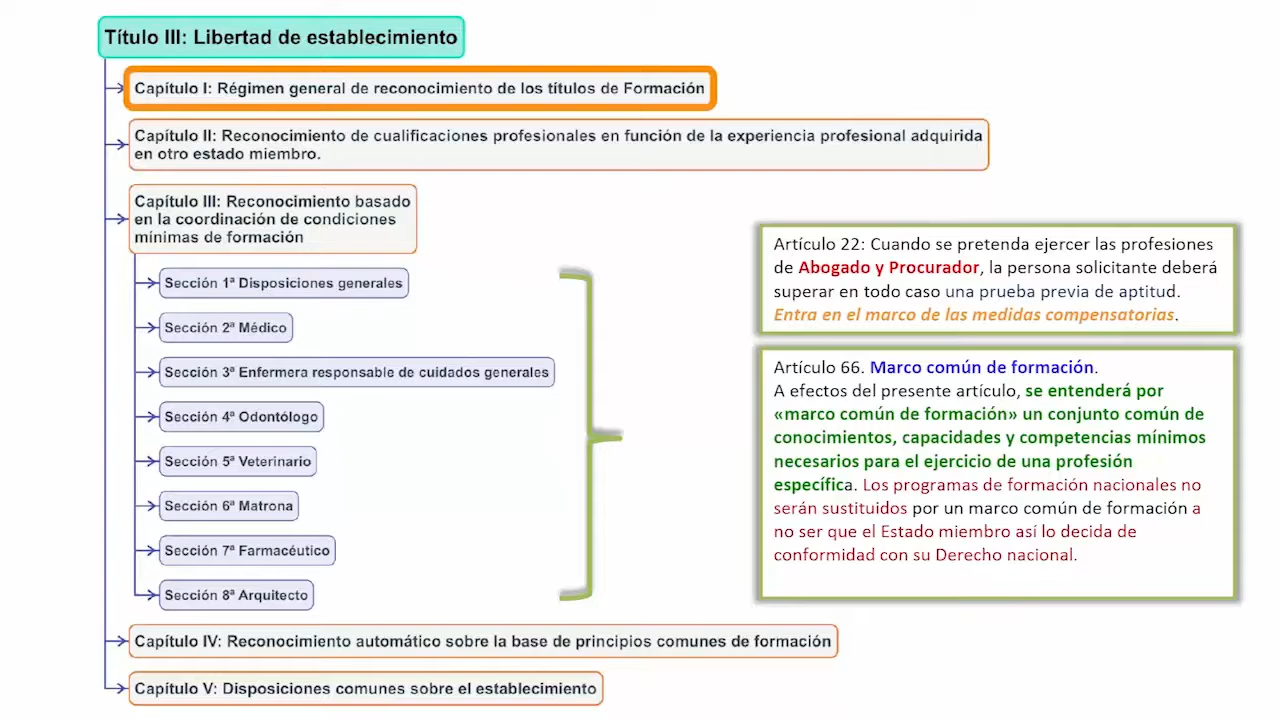 Título III: Libertad de establecimiento
Capítulo I: Régimen general de reconocimiento de los títulos de Formación
Capítulo II: Reconocimiento de cualificaciones profesionales en función de la experiencia profesional adquirida
en otro estado miembro.
Capítulo III: Reconocimiento basado
en la coordinación de condiciones
mínimas de formación
Sección 1ª Disposiciones generales
Sección 2ª Médico
Sección 3ª Enfermera responsable de cuidados generales
Sección 4ª Odontólogo
Sección 5ª Veterinario
Sección 6ª Matrona
Sección 7ª Farmacéutico
Sección 8ª Arquitecto
Capítulo IV: Reconocimiento automático sobre la base de principios comunes de formación
Capítulo V: Disposiciones comunes sobre el establecimiento
Artículo 22: Cuando se pretenda ejercer las profesiones
de Abogado y Procurador, la persona solicitante deberá
superar en todo caso una prueba previa de aptitud.
Entra en el marco de las medidas compensatorias.
Artículo 66. Marco común de formación.
A efectos del presente artículo, se entenderá por
«marco común de formación» un conjunto común de
conocimientos, capacidades y competencias mínimos
necesarios para el ejercicio de una profesión
específica. Los programas de formación nacionales no
serán sustituidos por un marco común de formación a
no ser que el Estado miembro así lo decida de
conformidad con su Derecho nacional.